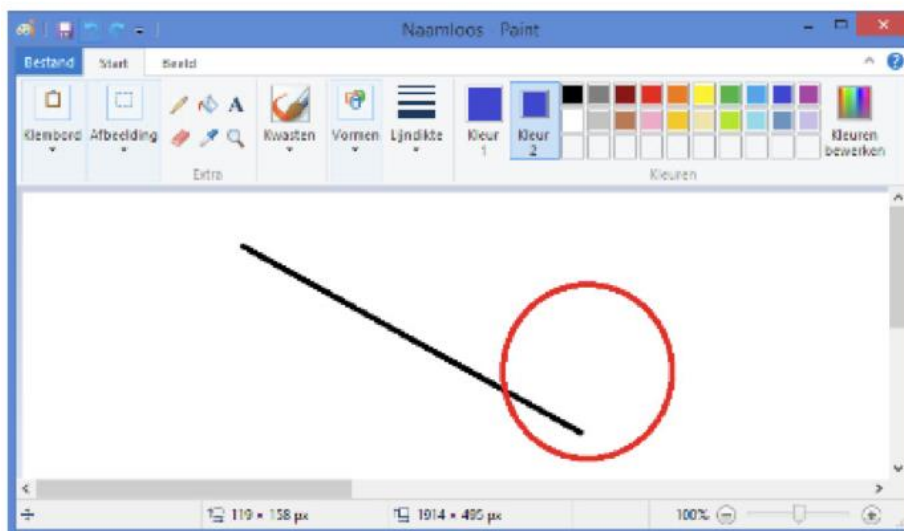 Naamloos - Paint
Bestand Start Beeld
Klembord Afbeelding Kwasten Vormen Lijndikte Kleur 1 Kleur 2 Kleuren bewerken
Extra Kleuren
119 × 158 px 1914 × 495 px 100%